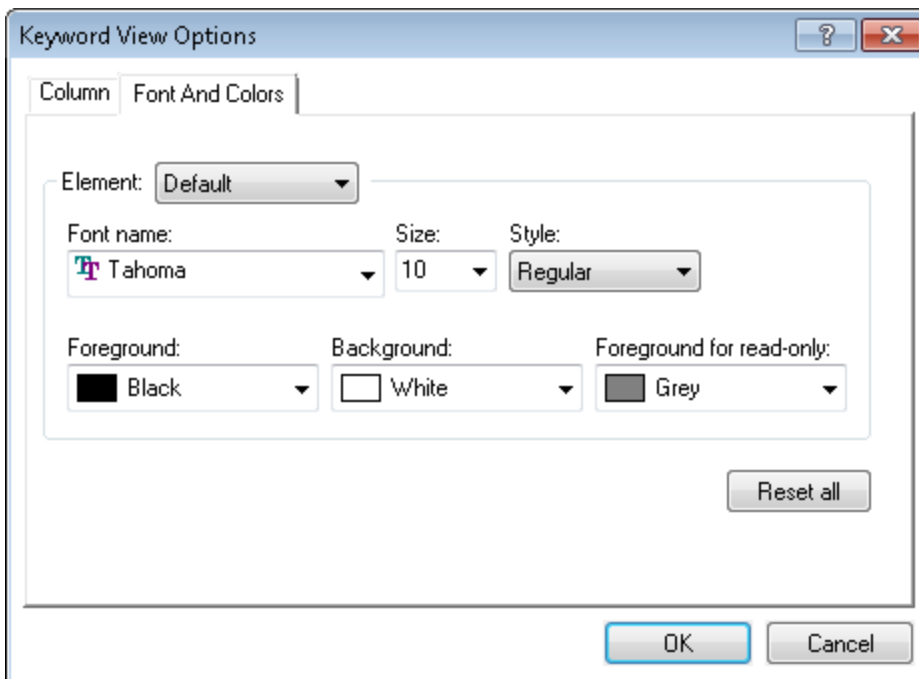 Keyword View Options
Column Font And Colors
Element: Default
Font name: Size: Style:
Tahoma 10 Regular
Foreground: Background: Foreground for read-only:
Black White Grey
Reset all
OK Cancel